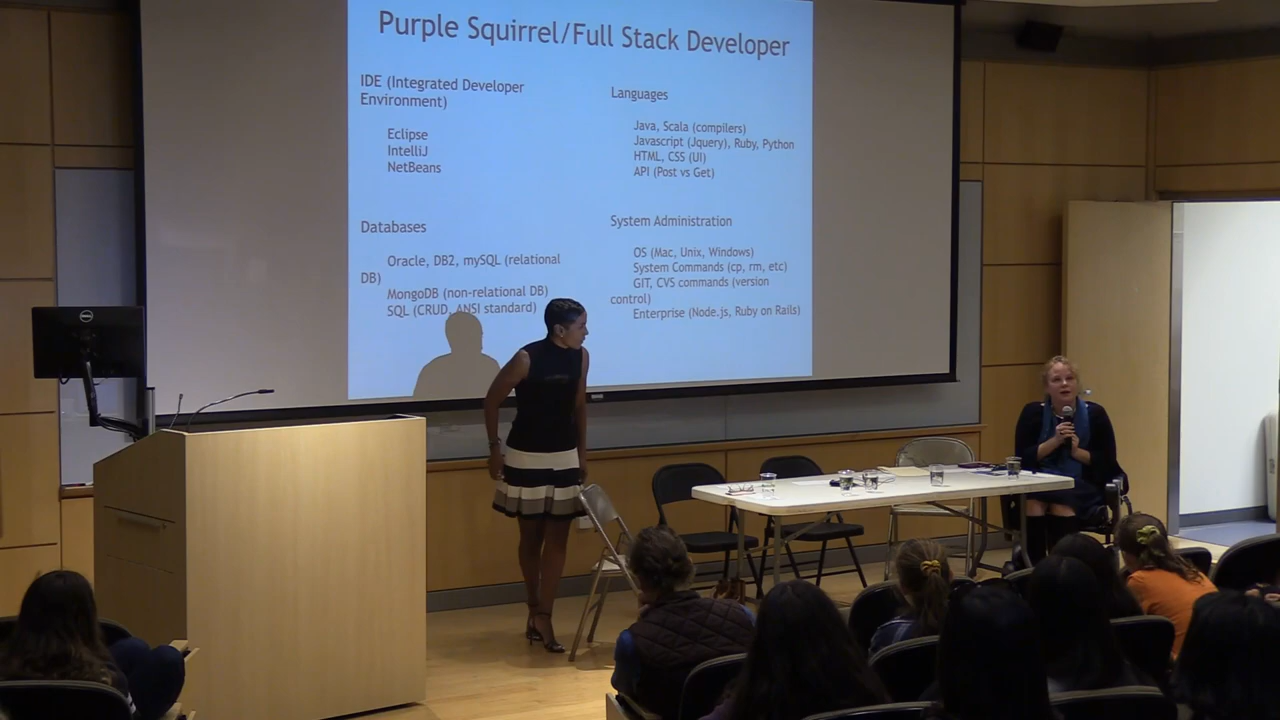 Purple Squirrel/Full Stack Developer
IDE (Integrated Developer
Environment)
Eclipse
IntelliJ
NetBeans
Databases
Oracle, DB2, mySQL (relational
DB)
MongoDB (non-relational DB)
SQL (CRUD, ANSI standard)
Languages
Java, Scala (compilers)
Javascript (Jquery), Ruby, Python
HTML, CSS (UI)
API (Post vs Get)
System Administration
OS (Mac, Unix, Windows)
System Commands (cp, rm, etc)
GIT, CVS commands (version
control)
Enterprise (Node.js, Ruby on Rails)
DELL